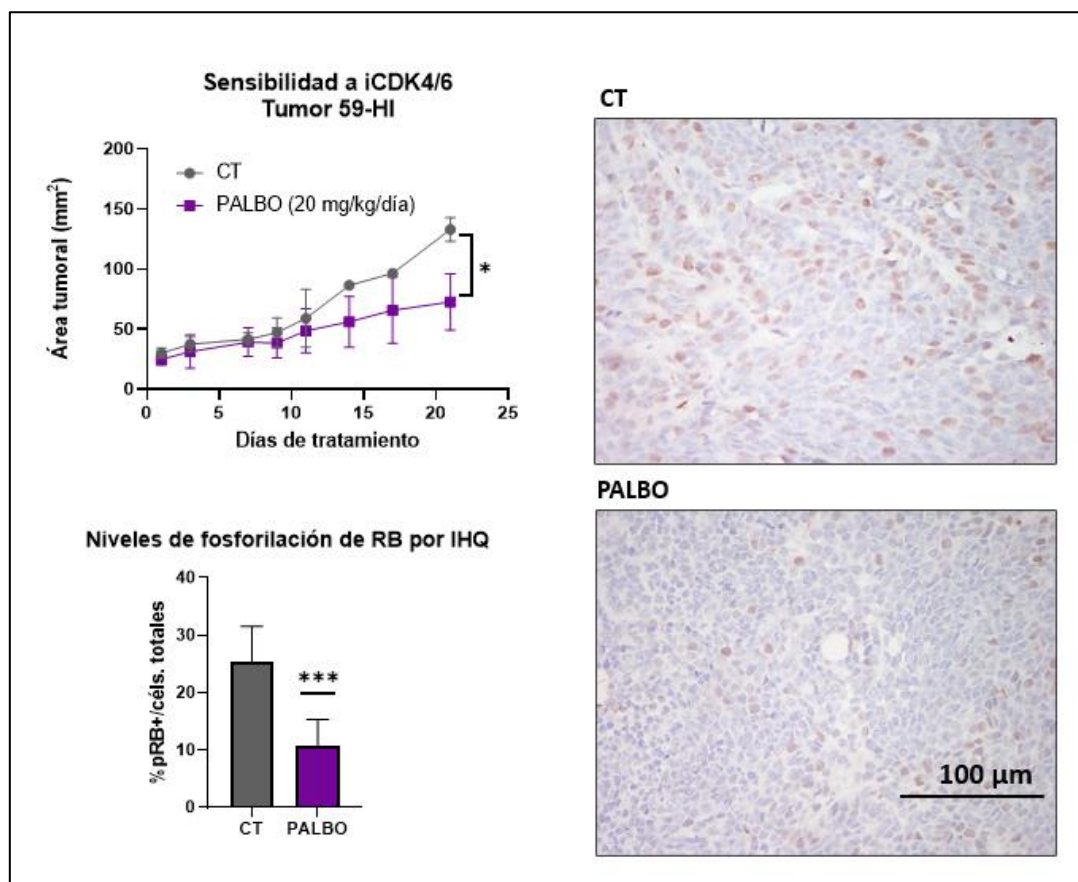 Sensibilidad a iCDK4/6
Tumor 59-HI
Área tumoral (mm²)
200
150
100
50
0
CT
PALBO (20 mg/kg/día)
*
0
5
10
15
20
25
Días de tratamiento
Niveles de fosforilación de RB por IHQ
%pRB+/céls. totales
40
30
20
10
0
***
CT
PALBO
CT
PALBO
100 µm